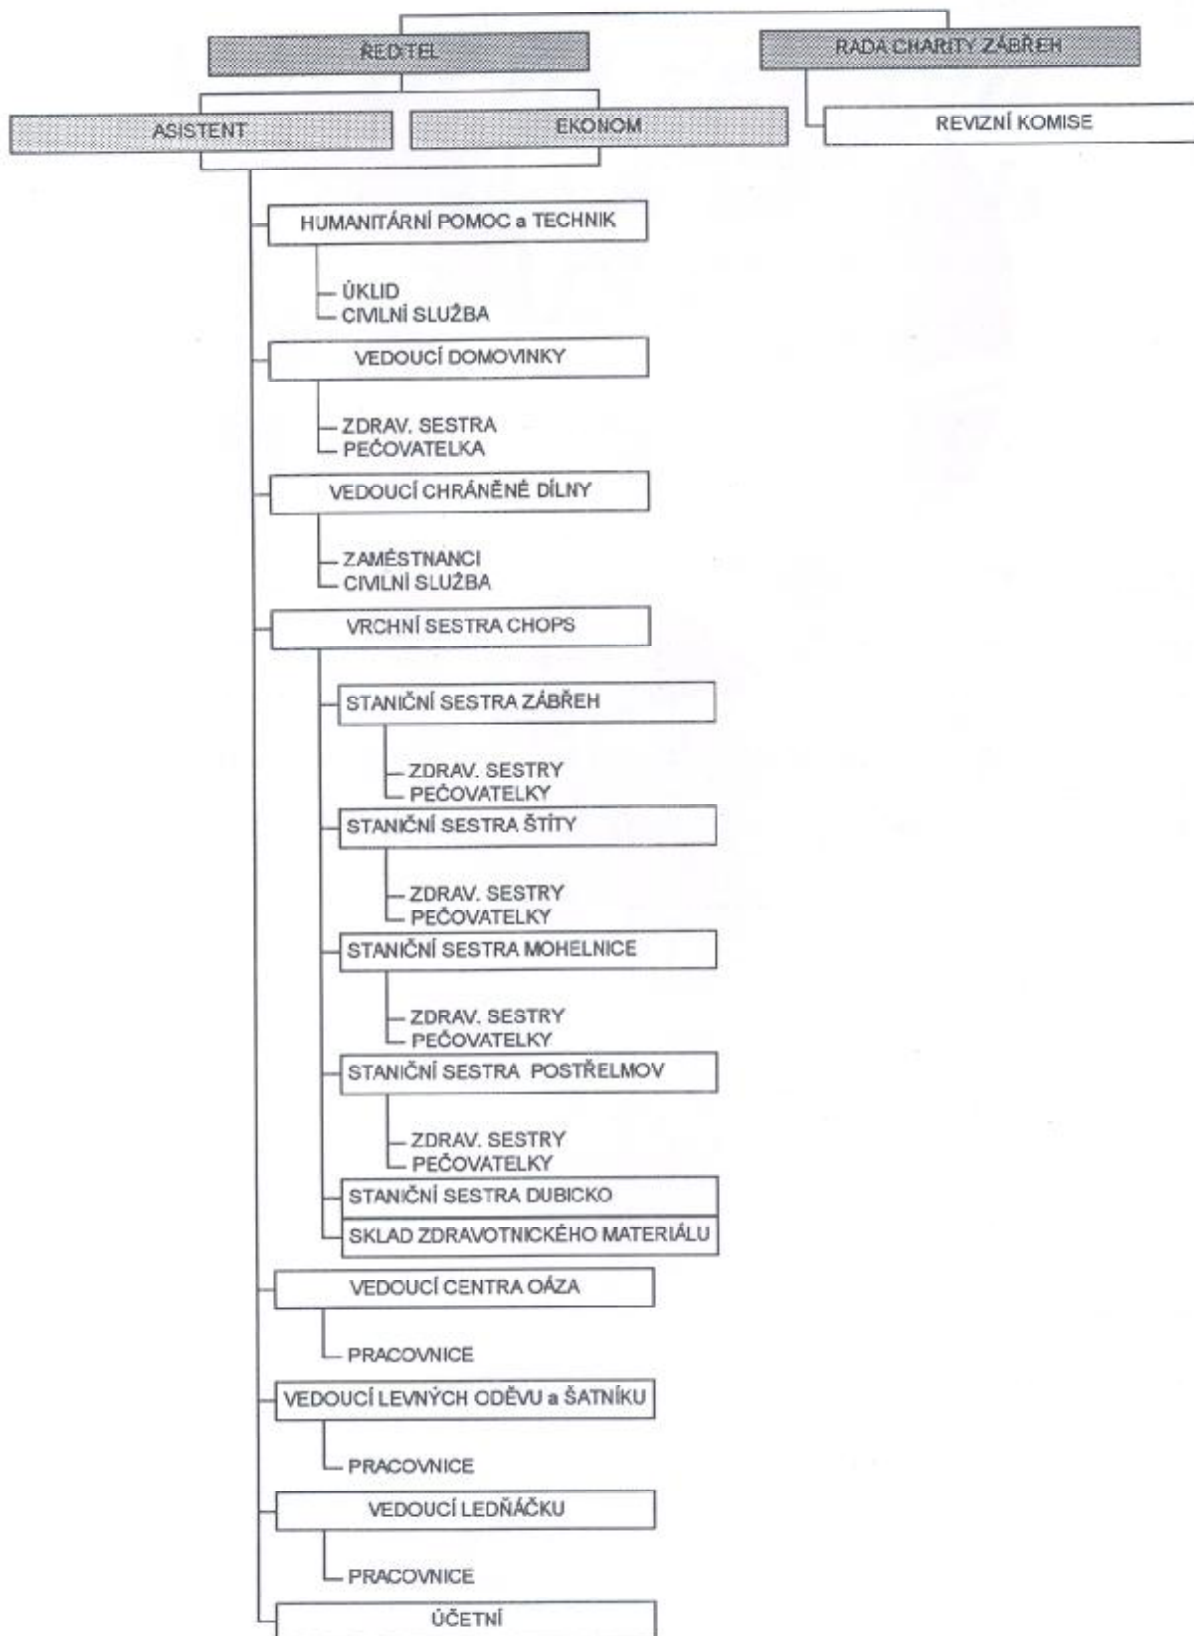 ŘEDITEL
RADA CHARITY ZÁBŘEH
ASISTENT
EKONOM
REVIZNÍ KOMISE
HUMANITÁRNÍ POMOC a TECHNIK
ÚKLID
CIVILNÍ SLUŽBA
VEDOUCÍ DOMOVINKY
ZDRAV. SESTRA
PEČOVATELKA
VEDOUCÍ CHRÁNĚNÉ DÍLNY
ZAMĚSTNANCI
CIVILNÍ SLUŽBA
VRCHNÍ SESTRA CHOPS
STANIČNÍ SESTRA ZÁBŘEH
ZDRAV. SESTRY
PEČOVATELKY
STANIČNÍ SESTRA ŠTÍTY
ZDRAV. SESTRY
PEČOVATELKY
STANIČNÍ SESTRA MOHELNICE
ZDRAV. SESTRY
PEČOVATELKY
STANIČNÍ SESTRA POSTŘELMOV
ZDRAV. SESTRY
PEČOVATELKY
STANIČNÍ SESTRA DUBICKO
SKLAD ZDRAVOTNICKÉHO MATERIÁLU
VEDOUCÍ CENTRA OÁZA
PRACOVNICE
VEDOUCÍ LEVNÝCH ODĚVU a ŠATNÍKU
PRACOVNICE
VEDOUCÍ LEDŇÁČKU
PRACOVNICE
ÚČETNÍ